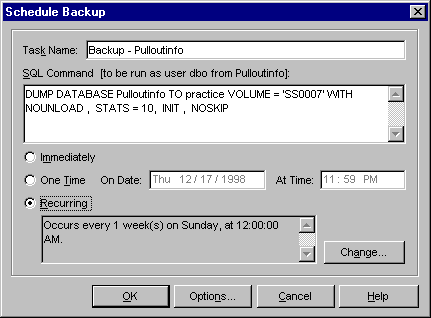 Schedule Backup
Task Name: Backup - Pulloutinfo
SQL Command [to be run as user dbo from Pulloutinfo]:
DUMP DATABASE Pulloutinfo TO practice VOLUME = 'SS0007' WITH
NOUNLOAD , STATS = 10, INIT , NOSKIP
Immediately
One Time On Date: Thu 12 / 17 / 1998 At Time: 11 : 59 PM
Recurring
Occurs every 1 week(s) on Sunday, at 12:00:00
AM.
Change...
OK Options... Cancel Help